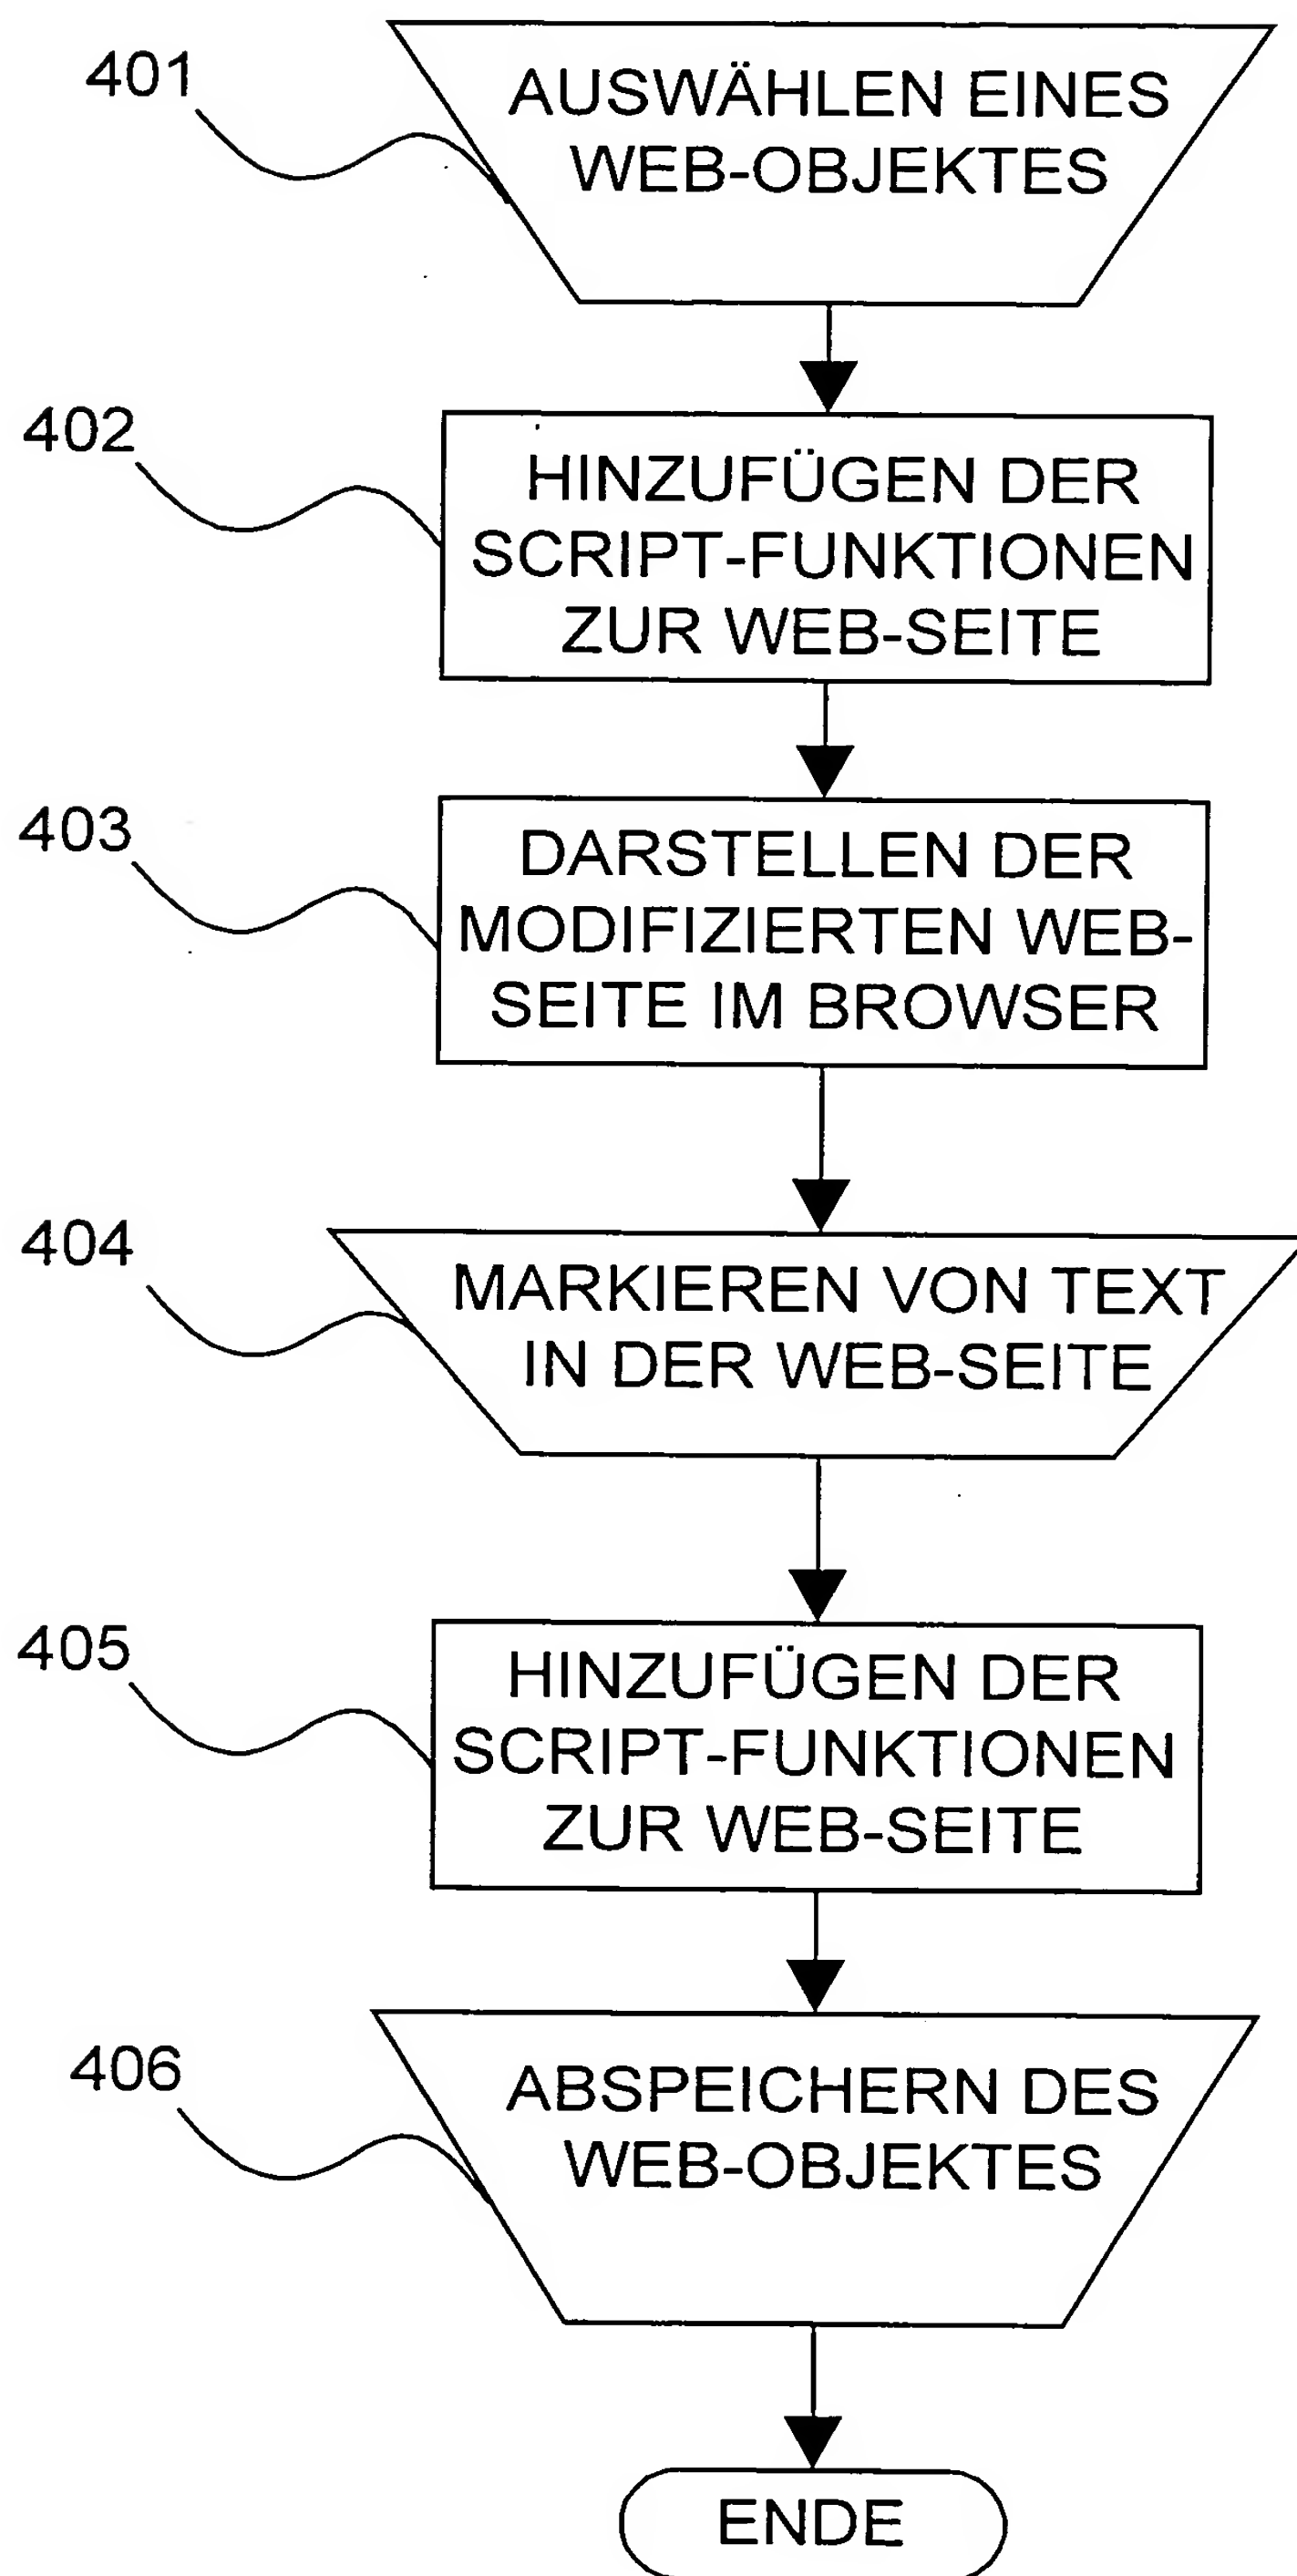 401
AUSWÄHLEN EINES
WEB-OBJEKTES
402
HINZUFÜGEN DER
SCRIPT-FUNKTIONEN
ZUR WEB-SEITE
403
DARSTELLEN DER
MODIFIZIERTEN WEB-
SEITE IM BROWSER
404
MARKIEREN VON TEXT
IN DER WEB-SEITE
405
HINZUFÜGEN DER
SCRIPT-FUNKTIONEN
ZUR WEB-SEITE
406
ABSPEICHERN DES
WEB-OBJEKTES
ENDE